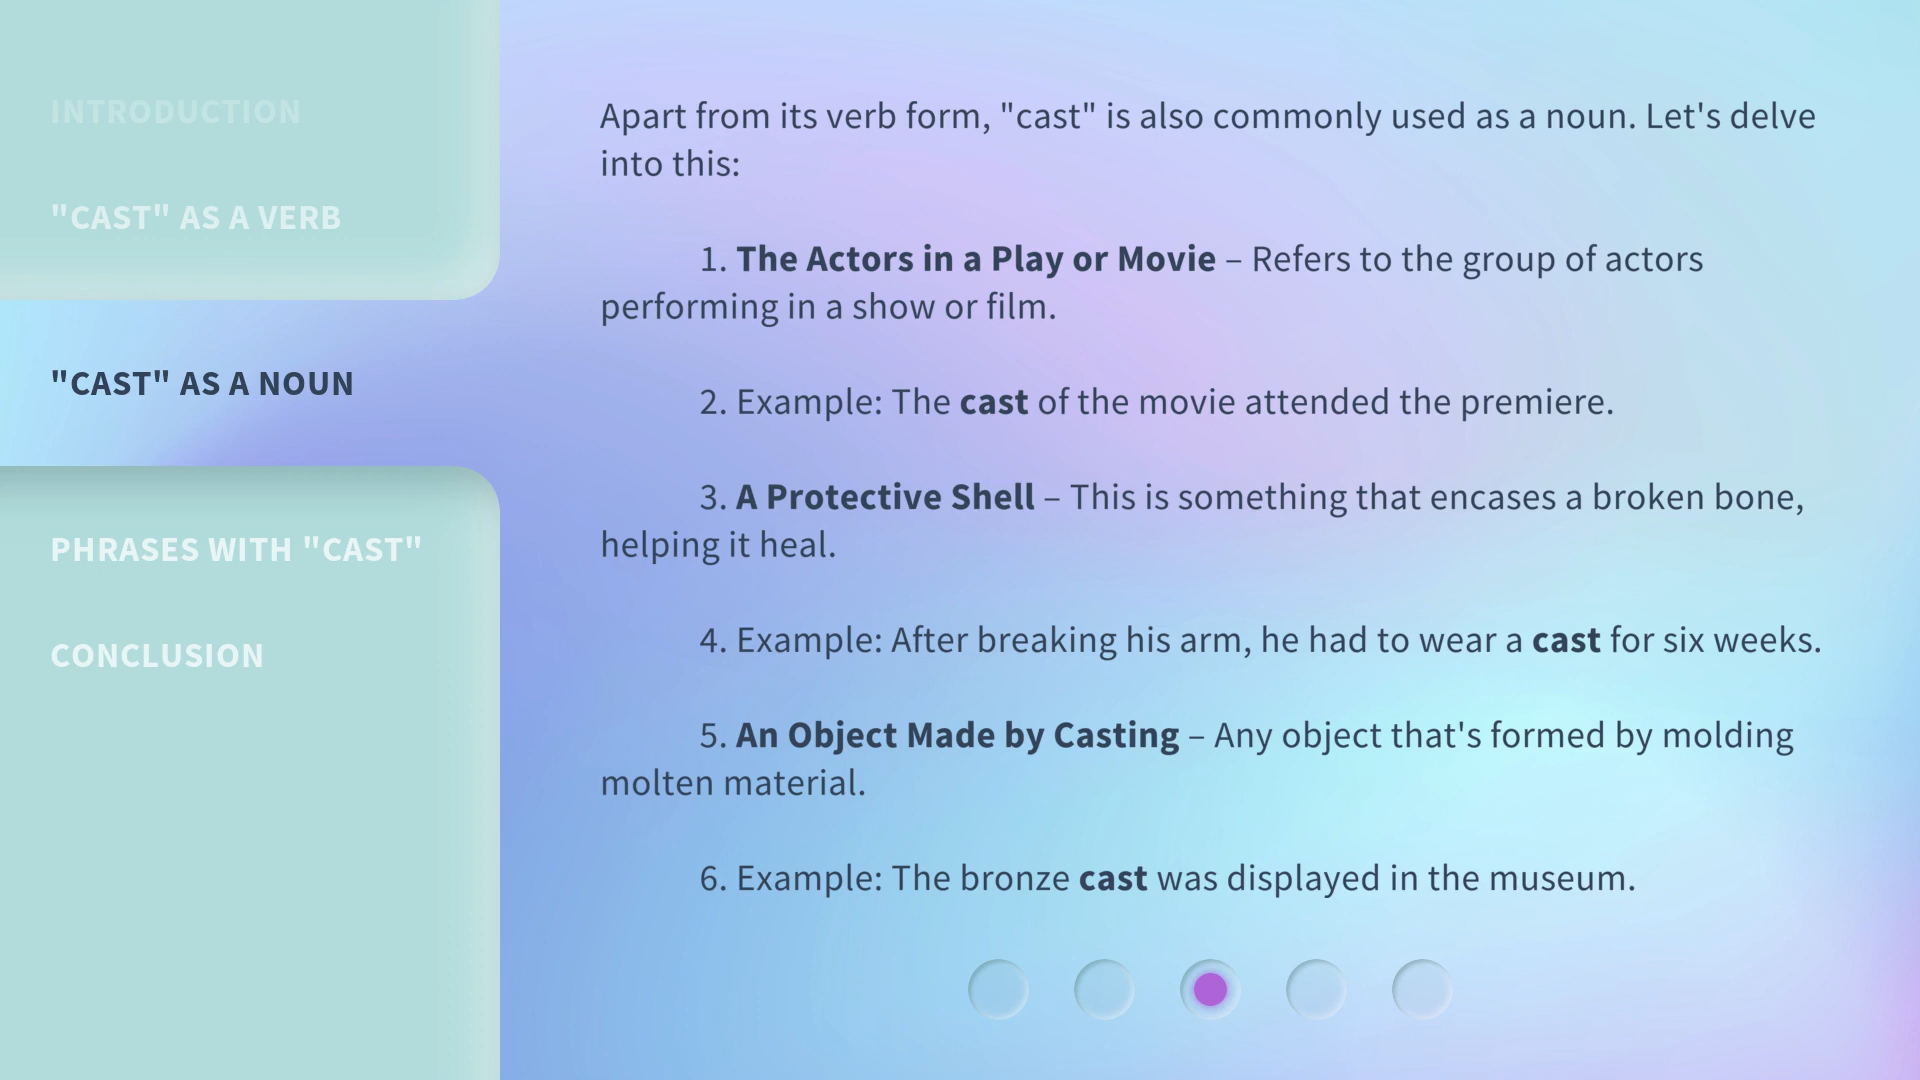 INTRODUCTION
"CAST" AS A VERB
"CAST" AS A NOUN
PHRASES WITH "CAST"
CONCLUSION
Apart from its verb form, "cast" is also commonly used as a noun. Let's delve
into this:
1. The Actors in a Play or Movie – Refers to the group of actors
performing in a show or film.
2. Example: The cast of the movie attended the premiere.
3. A Protective Shell – This is something that encases a broken bone,
helping it heal.
4. Example: After breaking his arm, he had to wear a cast for six weeks.
5. An Object Made by Casting – Any object that's formed by molding
molten material.
6. Example: The bronze cast was displayed in the museum.